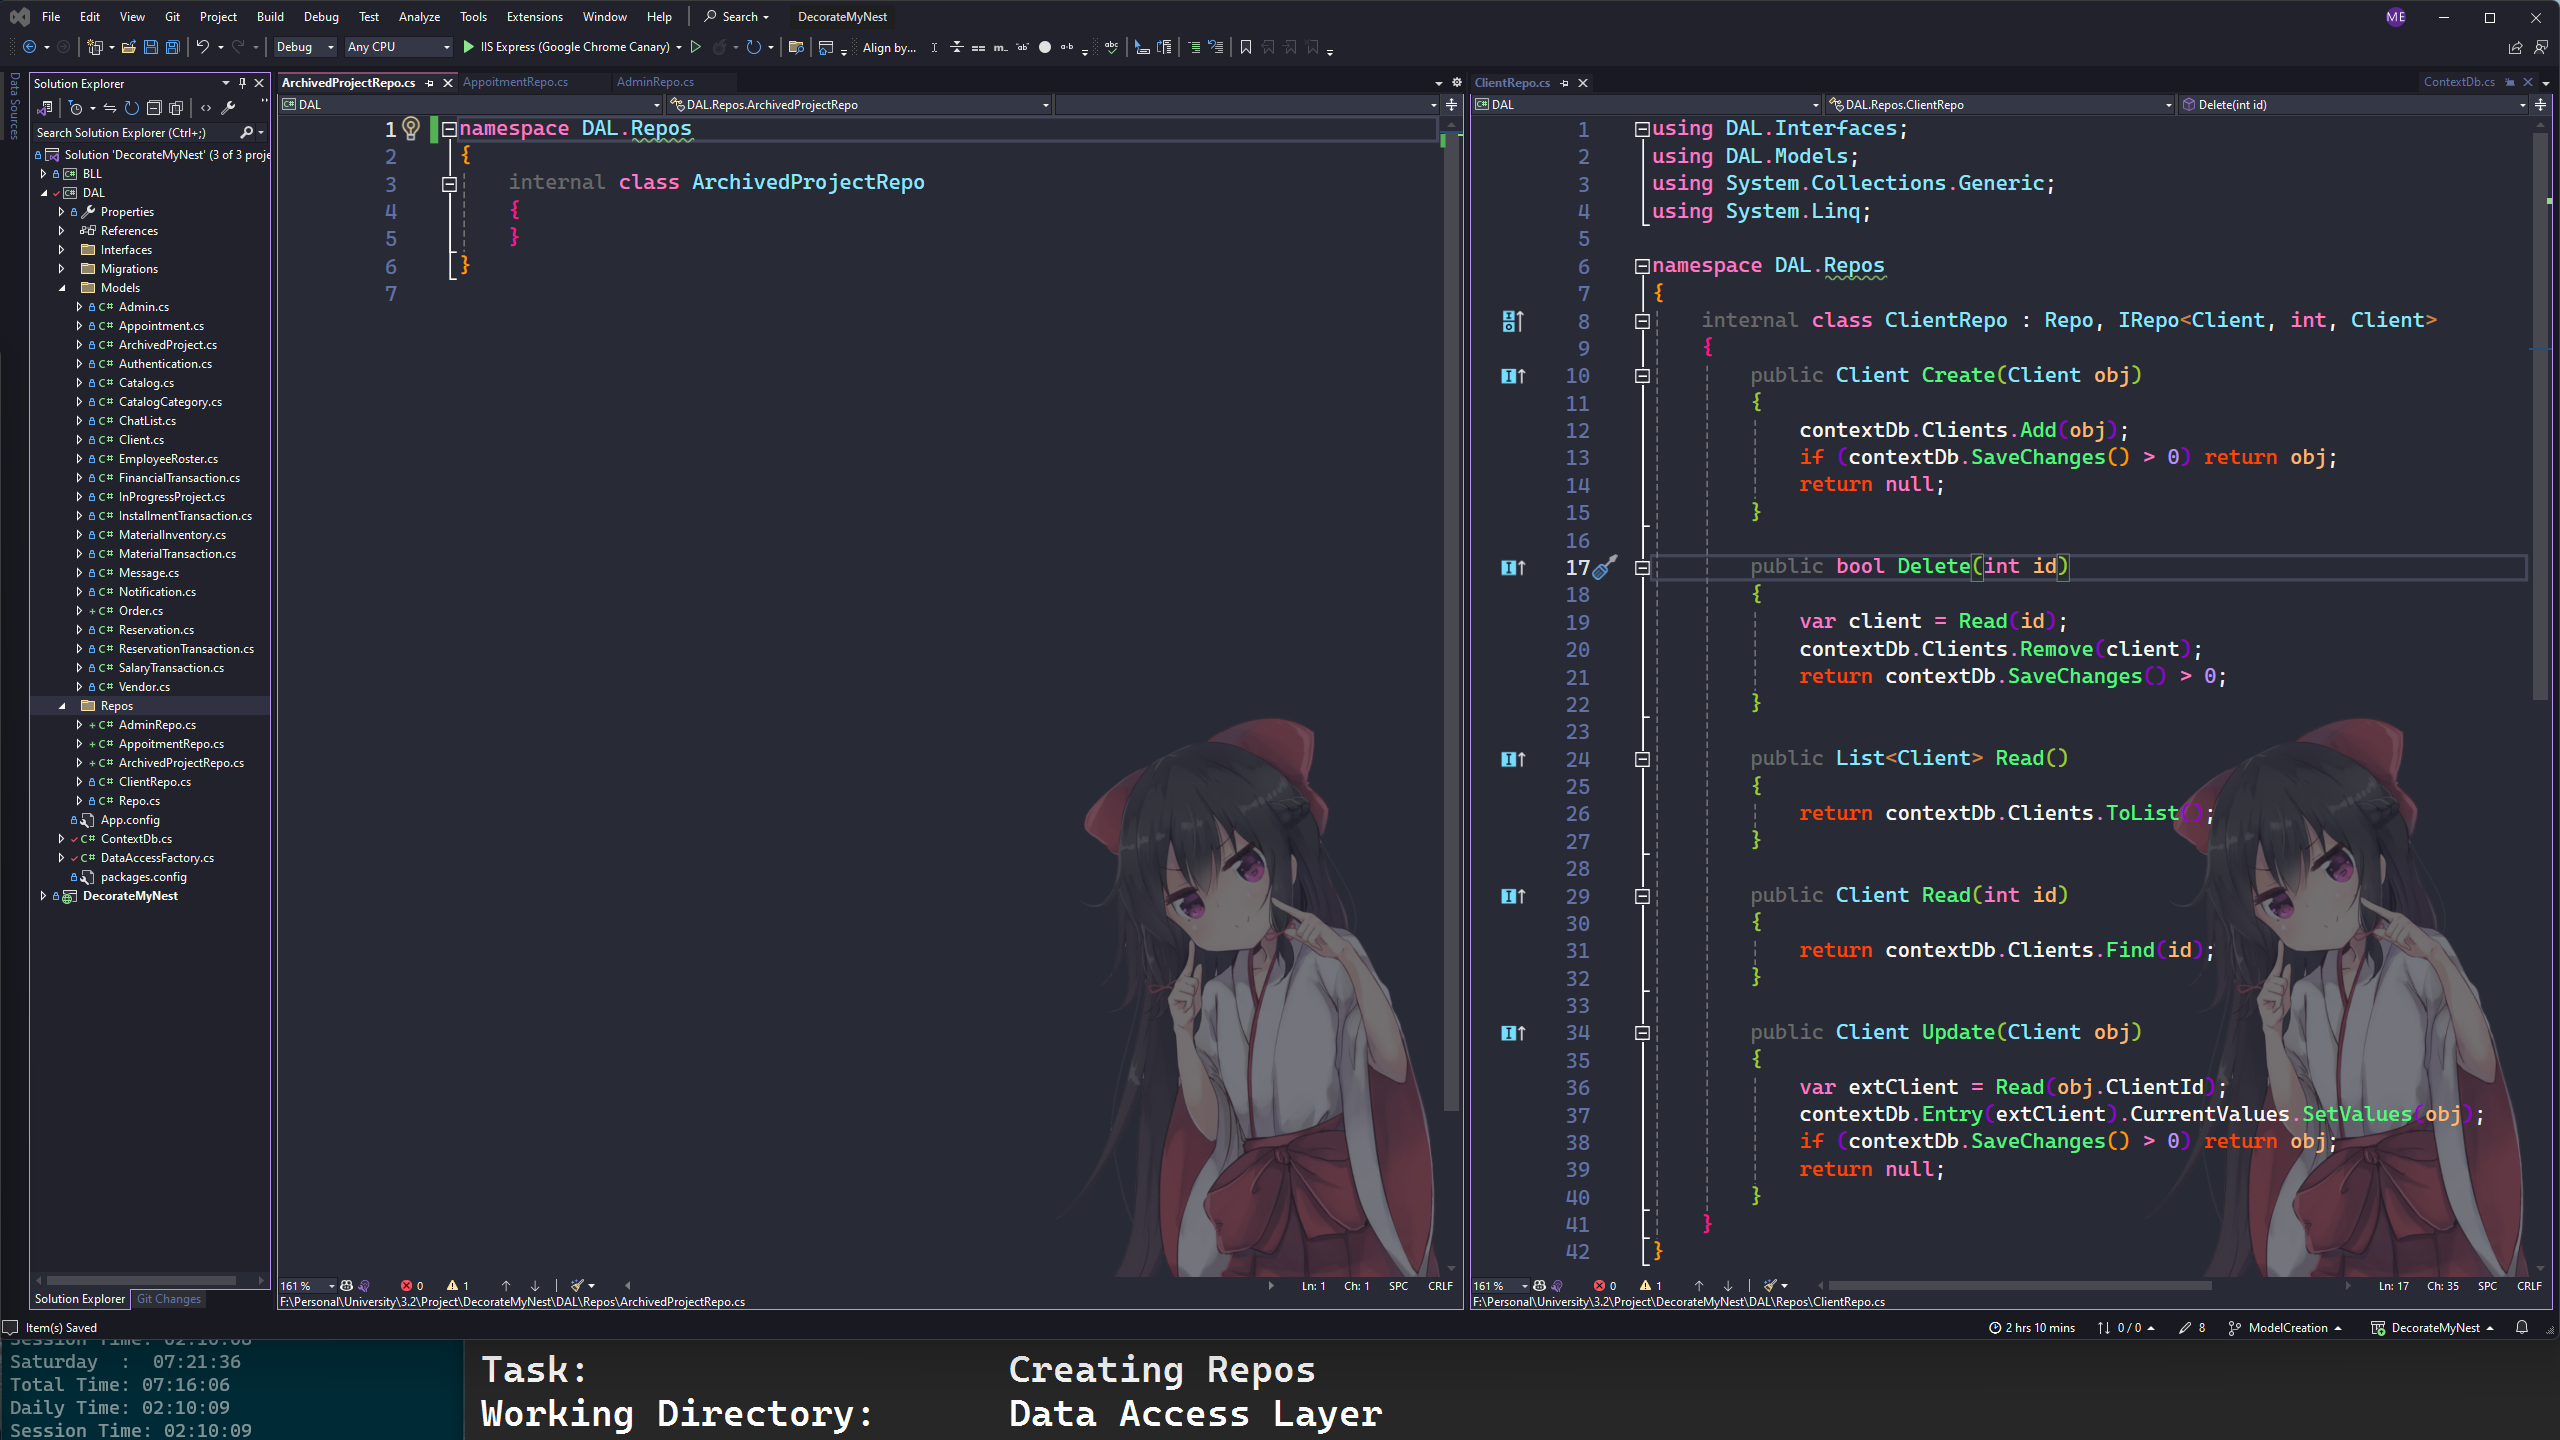 File Edit View Git Project Build Debug Test Analyze Tools Extensions Window Help Search DecorateMyNest ME
Debug Any CPU IIS Express (Google Chrome Canary) Align by...
Data Sources
Solution Explorer
Search Solution Explorer (Ctrl+;)
Solution 'DecorateMyNest' (3 of 3 proje
BLL
DAL
Properties
References
Interfaces
Migrations
Models
Admin.cs
Appointment.cs
ArchivedProject.cs
Authentication.cs
Catalog.cs
CatalogCategory.cs
ChatList.cs
Client.cs
EmployeeRoster.cs
FinancialTransaction.cs
InProgressProject.cs
InstallmentTransaction.cs
MaterialInventory.cs
MaterialTransaction.cs
Message.cs
Notification.cs
Order.cs
Reservation.cs
ReservationTransaction.cs
SalaryTransaction.cs
Vendor.cs
Repos
AdminRepo.cs
AppoitmentRepo.cs
ArchivedProjectRepo.cs
ClientRepo.cs
Repo.cs
App.config
ContextDb.cs
DataAccessFactory.cs
packages.config
DecorateMyNest
Solution Explorer Git Changes
ArchivedProjectRepo.cs AppoitmentRepo.cs AdminRepo.cs
DAL DAL.Repos.ArchivedProjectRepo
1 namespace DAL.Repos
2 {
3 internal class ArchivedProjectRepo
4 {
5 }
6 }
7
161 % 0 1 Ln: 1 Ch: 1 SPC CRLF
F:\Personal\University\3.2\Project\DecorateMyNest\DAL\Repos\ArchivedProjectRepo.cs
ClientRepo.cs ContextDb.cs
DAL DAL.Repos.ClientRepo Delete(int id)
1 using DAL.Interfaces;
2 using DAL.Models;
3 using System.Collections.Generic;
4 using System.Linq;
5
6 namespace DAL.Repos
7 {
8 internal class ClientRepo : Repo, IRepo<Client, int, Client>
9 {
10 public Client Create(Client obj)
11 {
12 contextDb.Clients.Add(obj);
13 if (contextDb.SaveChanges() > 0) return obj;
14 return null;
15 }
16
17 public bool Delete(int id)
18 {
19 var client = Read(id);
20 contextDb.Clients.Remove(client);
21 return contextDb.SaveChanges() > 0;
22 }
23
24 public List<Client> Read()
25 {
26 return contextDb.Clients.ToList();
27 }
28
29 public Client Read(int id)
30 {
31 return contextDb.Clients.Find(id);
32 }
33
34 public Client Update(Client obj)
35 {
36 var extClient = Read(obj.ClientId);
37 contextDb.Entry(extClient).CurrentValues.SetValues(obj);
38 if (contextDb.SaveChanges() > 0) return obj;
39 return null;
40 }
41 }
42 }
161 % 0 1 Ln: 17 Ch: 35 SPC CRLF
F:\Personal\University\3.2\Project\DecorateMyNest\DAL\Repos\ClientRepo.cs
Item(s) Saved 2 hrs 10 mins 0 / 0 8 ModelCreation DecorateMyNest
Session Time: 02:10:08
Saturday : 07:21:36
Total Time: 07:16:06
Daily Time: 02:10:09
Session Time: 02:10:09
Task: Creating Repos
Working Directory: Data Access Layer